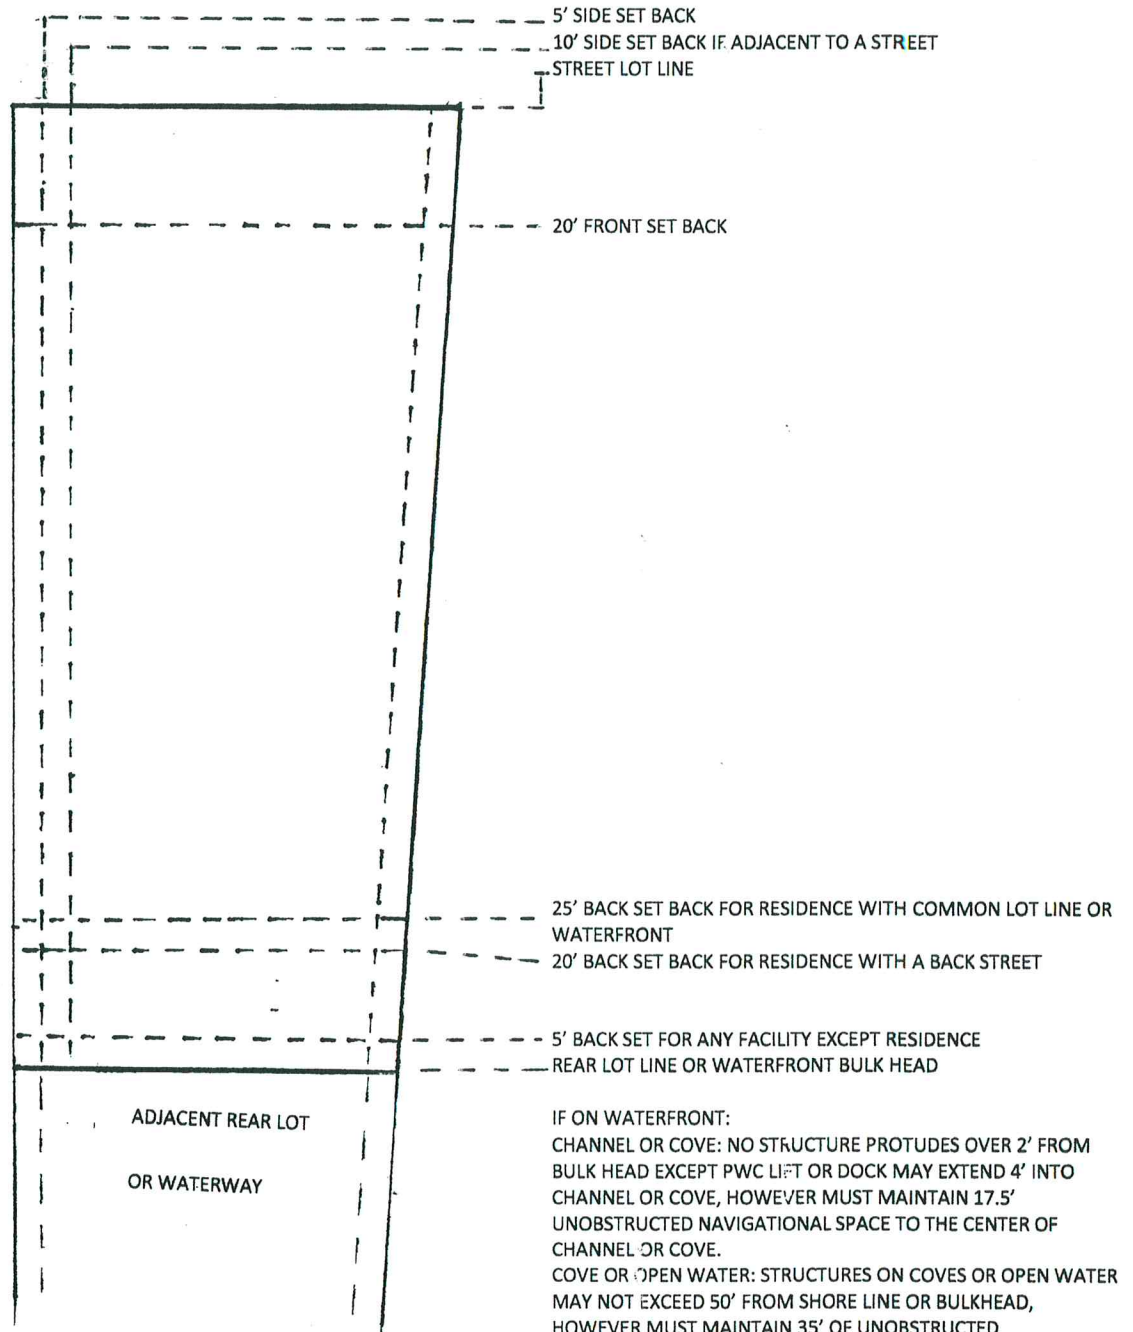 5' SIDE SET BACK
10' SIDE SET BACK IF ADJACENT TO A STREET
STREET LOT LINE
20' FRONT SET BACK
25' BACK SET BACK FOR RESIDENCE WITH COMMON LOT LINE OR
WATERFRONT
20' BACK SET BACK FOR RESIDENCE WITH A BACK STREET
5' BACK SET FOR ANY FACILITY EXCEPT RESIDENCE
REAR LOT LINE OR WATERFRONT BULK HEAD
ADJACENT REAR LOT
OR WATERWAY
IF ON WATERFRONT:
CHANNEL OR COVE: NO STRUCTURE PROTUDES OVER 2' FROM
BULK HEAD EXCEPT PWC LIFT OR DOCK MAY EXTEND 4' INTO
CHANNEL OR COVE, HOWEVER MUST MAINTAIN 17.5'
UNOBSTRUCTED NAVIGATIONAL SPACE TO THE CENTER OF
CHANNEL OR COVE.
COVE OR OPEN WATER: STRUCTURES ON COVES OR OPEN WATER
MAY NOT EXCEED 50' FROM SHORE LINE OR BULKHEAD,
HOWEVER MUST MAINTAIN 35' OF UNOBSTRUCTED